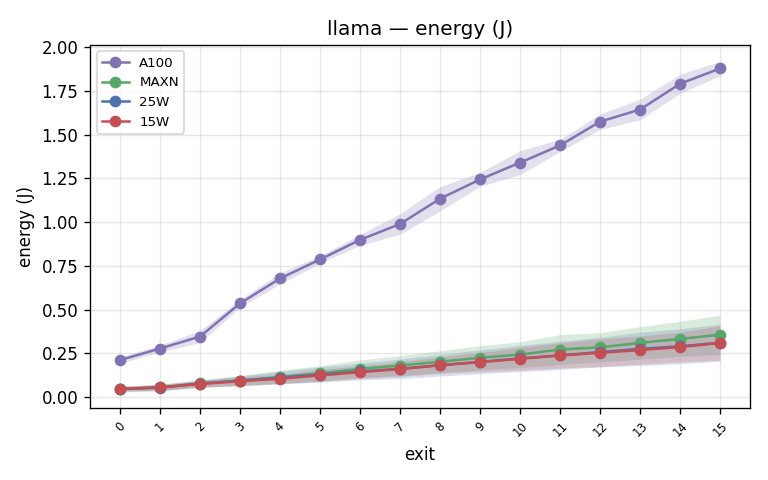 llama — energy (J)
A100
MAXN
25W
15W
energy (J)
2.00
1.75
1.50
1.25
1.00
0.75
0.50
0.25
0.00
0 1 2 3 4 5 6 7 8 9 10 11 12 13 14 15
exit